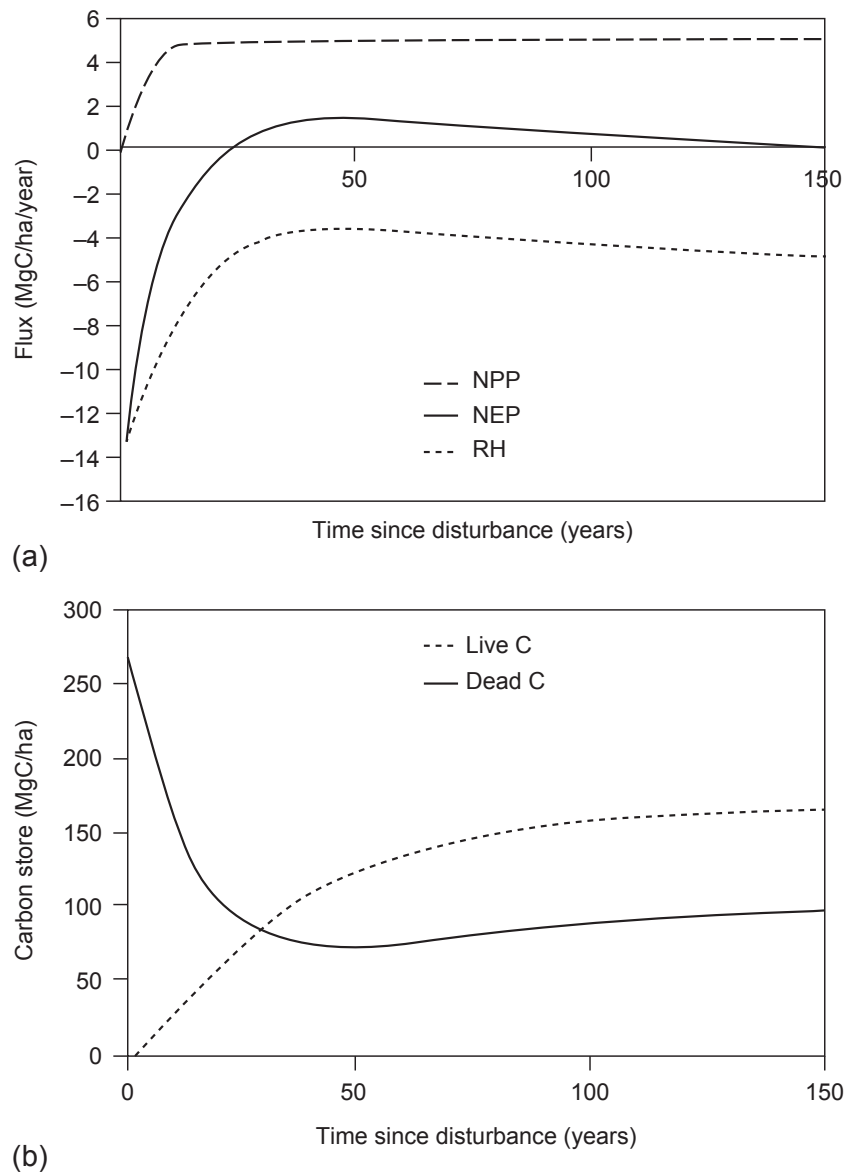 6
4
2
0
–2
–4
–6
–8
–10
–12
–14
–16
Flux (MgC/ha/year)
50
100
150
NPP
NEP
RH
Time since disturbance (years)
(a)
300
250
200
150
100
50
0
Carbon store (MgC/ha)
Live C
Dead C
0
50
100
150
Time since disturbance (years)
(b)